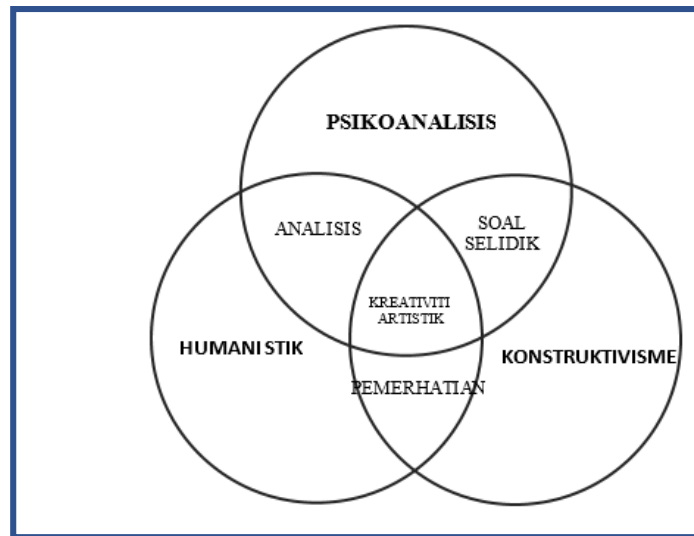 PSIKOANALISIS
ANALISIS
SOAL
SELIDIK
KREATIVITI
ARTISTIK
HUMANISTIK
KONSTRUKTIVISME
PEMERHATIAN